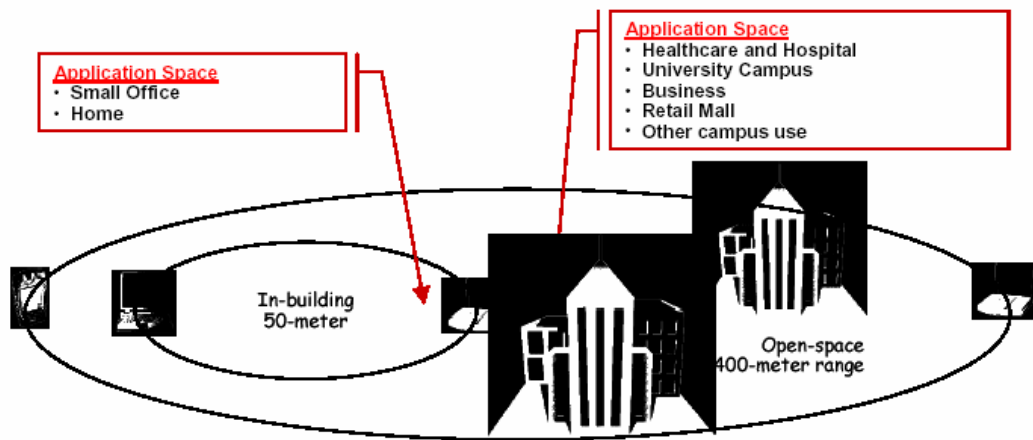 Application Space
• Small Office
• Home
Application Space
• Healthcare and Hospital
• University Campus
• Business
• Retail Mall
• Other campus use
In-building
50-meter
Open-space
400-meter range